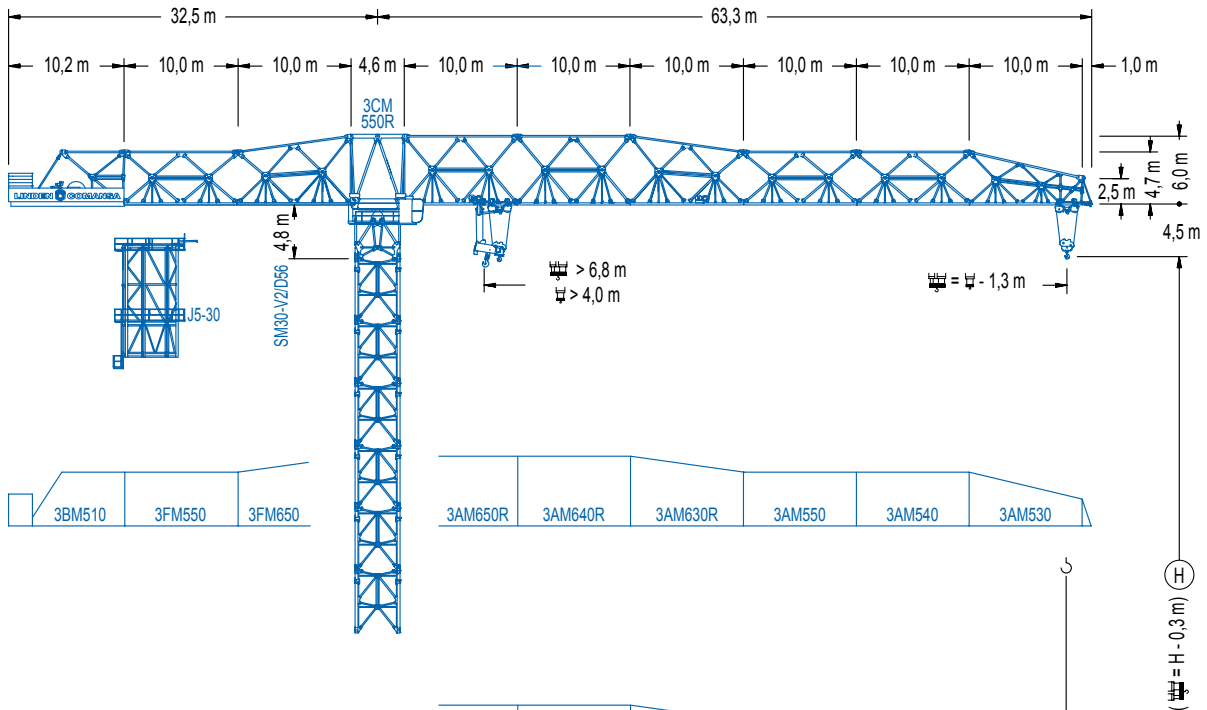 32,5 m
63,3 m
10,2 m
10,0 m
10,0 m
4,6 m
10,0 m
10,0 m
10,0 m
10,0 m
10,0 m
10,0 m
1,0 m
3CM
550R
LINDEN COMANSA
2,5 m
4,7 m
6,0 m
4,5 m
4,8 m
> 6,8 m
> 4,0 m
= - 1,3 m
J5-30
SM30-V2/D56
3BM510
3FM550
3FM650
3AM650R
3AM640R
3AM630R
3AM550
3AM540
3AM530
H
( = H - 0,3 m)